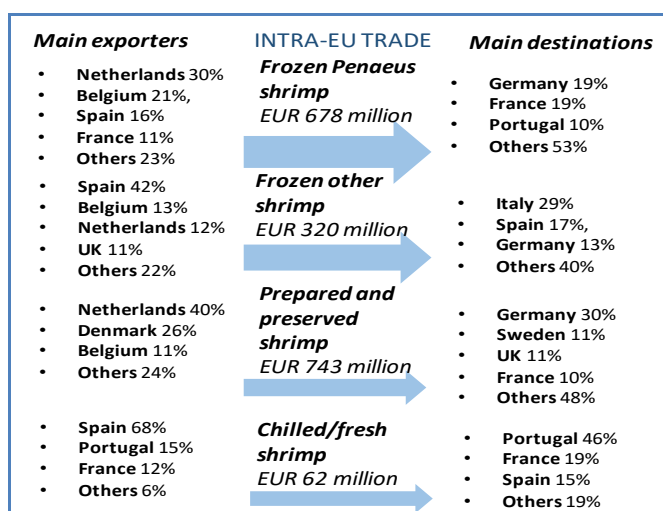 Main exporters
INTRA-EU TRADE
Main destinations
• Netherlands 30%
• Belgium 21%,
• Spain 16%
• France 11%
• Others 23%
Frozen Penaeus
shrimp
EUR 678 million
• Germany 19%
• France 19%
• Portugal 10%
• Others 53%
• Spain 42%
• Belgium 13%
• Netherlands 12%
• UK 11%
• Others 22%
Frozen other
shrimp
EUR 320 million
• Italy 29%
• Spain 17%,
• Germany 13%
• Others 40%
• Netherlands 40%
• Denmark 26%
• Belgium 11%
• Others 24%
Prepared and
preserved
shrimp
EUR 743 million
• Germany 30%
• Sweden 11%
• UK 11%
• France 10%
• Others 48%
• Spain 68%
• Portugal 15%
• France 12%
• Others 6%
Chilled/fresh
shrimp
EUR 62 million
• Portugal 46%
• France 19%
• Spain 15%
• Others 19%